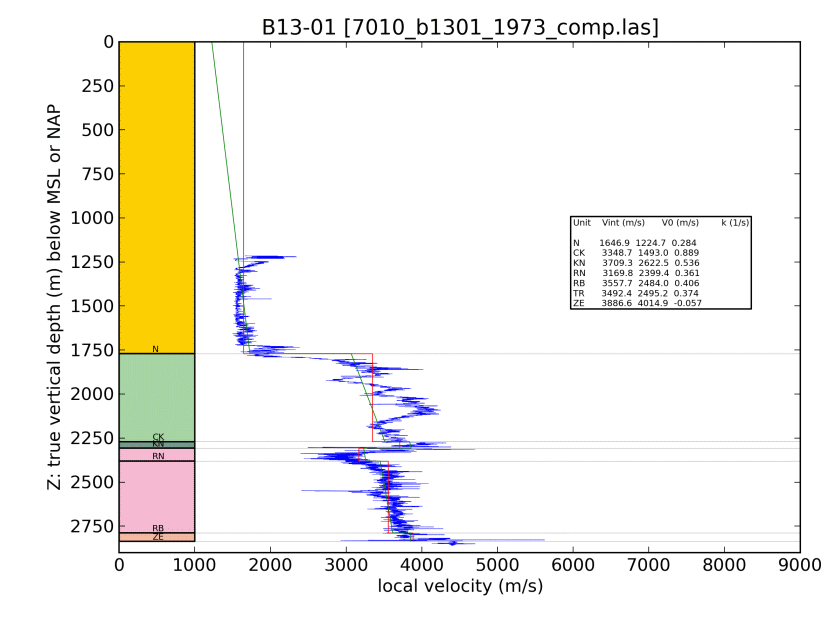 B13-01 [7010_b1301_1973_comp.las]
Z: true vertical depth (m) below MSL or NAP
0
250
500
750
1000
1250
1500
1750
2000
2250
2500
2750
N
CK
KN
RN
RB
ZE
Unit Vint (m/s) V0 (m/s) k (1/s)
N 1646.9 1224.7 0.284
CK 3348.7 1493.0 0.889
KN 3709.3 2622.5 0.536
RN 3169.8 2399.4 0.361
RB 3557.7 2484.0 0.406
TR 3492.4 2495.2 0.374
ZE 3886.6 4014.9 -0.057
0 1000 2000 3000 4000 5000 6000 7000 8000 9000
local velocity (m/s)